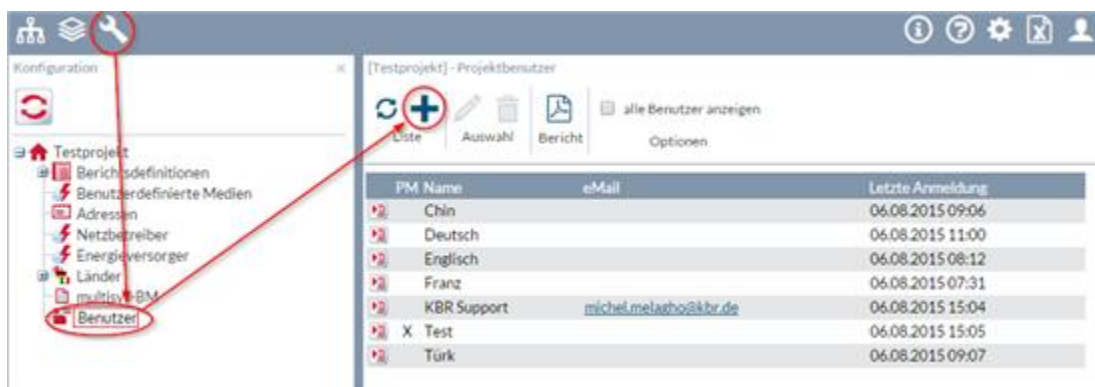 Konfiguration
[Testprojekt] - Projektbenutzer
Liste
Auswahl
Bericht
alle Benutzer anzeigen
Optionen
Testprojekt
Berichtsdefinitionen
Benutzerdefinierte Medien
Adressen
Netzbetreiber
Energieversorger
Länder
Benutzer
PM Name eMail Letzte Anmeldung
Chin 06.08.2015 09:06
Deutsch 06.08.2015 11:00
Englisch 06.08.2015 08:12
Franz 06.08.2015 07:31
KBR Support michel.melagho@kbr.de 06.08.2015 15:04
X Test 06.08.2015 15:05
Türk 06.08.2015 09:07